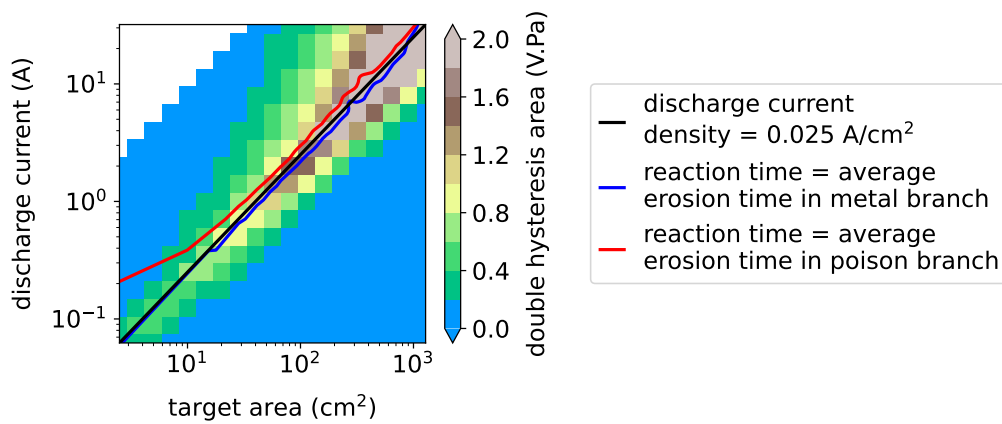 discharge current (A)
10¹
10⁰
10⁻¹
10¹
10²
10³
target area (cm²)
2.0
1.6
1.2
0.8
0.4
0.0
double hysteresis area (V.Pa)
discharge current
density = 0.025 A/cm²
reaction time = average
erosion time in metal branch
reaction time = average
erosion time in poison branch